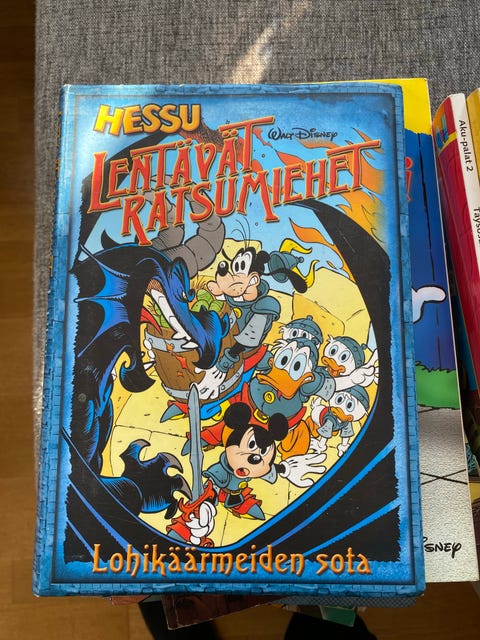 HESSU
WALT DISNEY
LENTÄVÄT
RATSUMIEHET
Lohikäärmeiden sota
Aku-palat 2